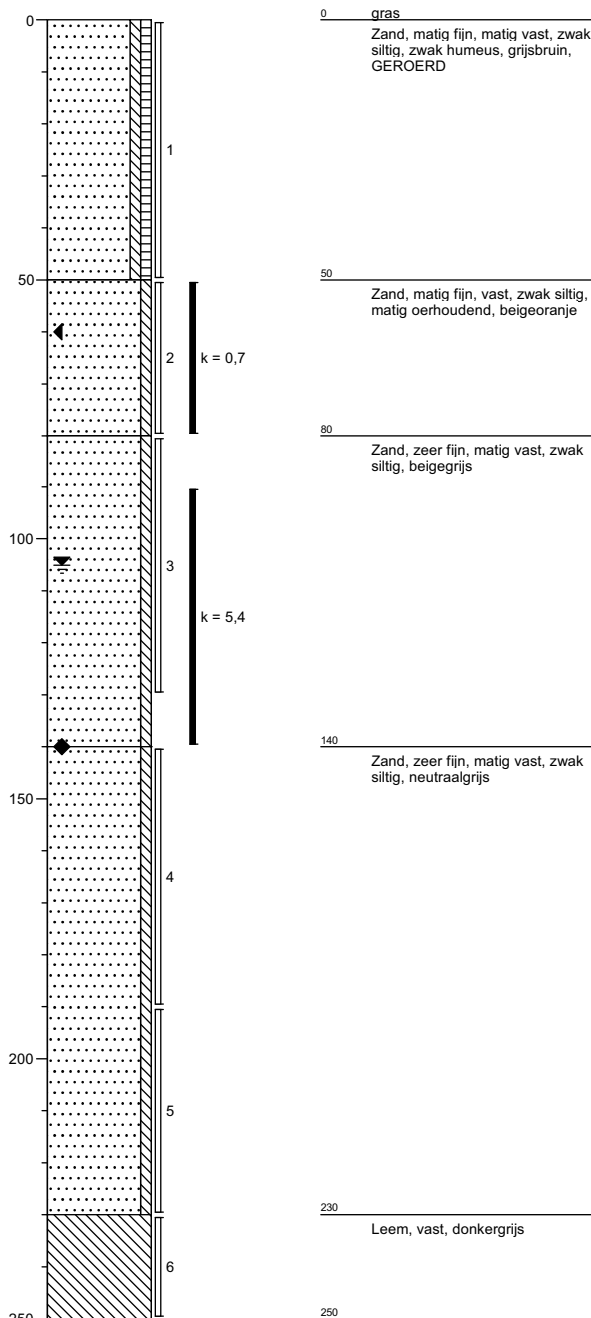 0
50
100
150
200
250
1
2
3
4
5
6
k = 0,7
k = 5,4
0
gras
Zand, matig fijn, matig vast, zwak
siltig, zwak humeus, grijsbruin,
GEROERD
50
Zand, matig fijn, vast, zwak siltig,
matig oerhoudend, beigeoranje
80
Zand, zeer fijn, matig vast, zwak
siltig, beigegrijs
140
Zand, zeer fijn, matig vast, zwak
siltig, neutraalgrijs
230
Leem, vast, donkergrijs
250